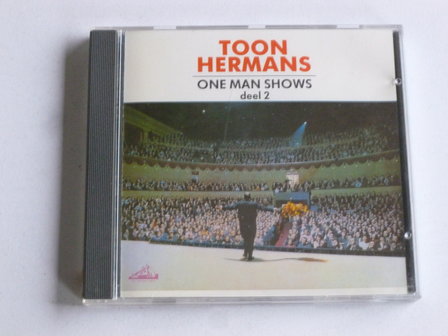 TOON
HERMANS
ONE MAN SHOWS
deel 2